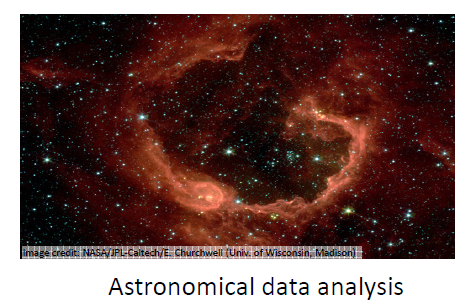 image credit: NASA/JPL-Caltech/E. Churchwell (Univ. of Wisconsin, Madison)
Astronomical data analysis